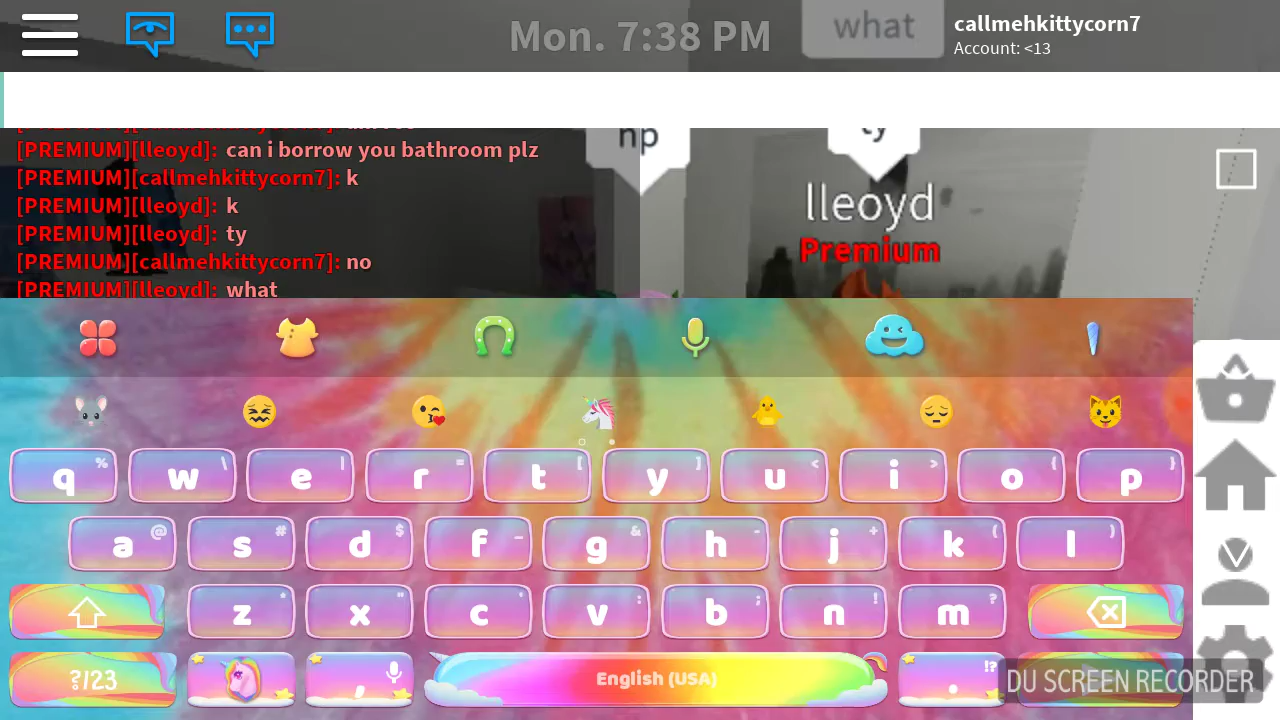 Mon. 7:38 PM
what
callmehkittycorn7
Account: <13
[PREMIUM][lleoyd]: can i borrow you bathroom plz
[PREMIUM][callmehkittycorn7]: k
[PREMIUM][lleoyd]: k
[PREMIUM][lleoyd]: ty
[PREMIUM][callmehkittycorn7]: no
[PREMIUM][lleoyd]: what
np
ty
lleoyd
Premium
q % w \ e | r = t [ y ] u < i > o { p }
a @ s # d $ f _ g & h - j + k ( l )
z * x " c ' v : b ; n ! m ?
?123 , English (USA) . !?
DU SCREEN RECORDER